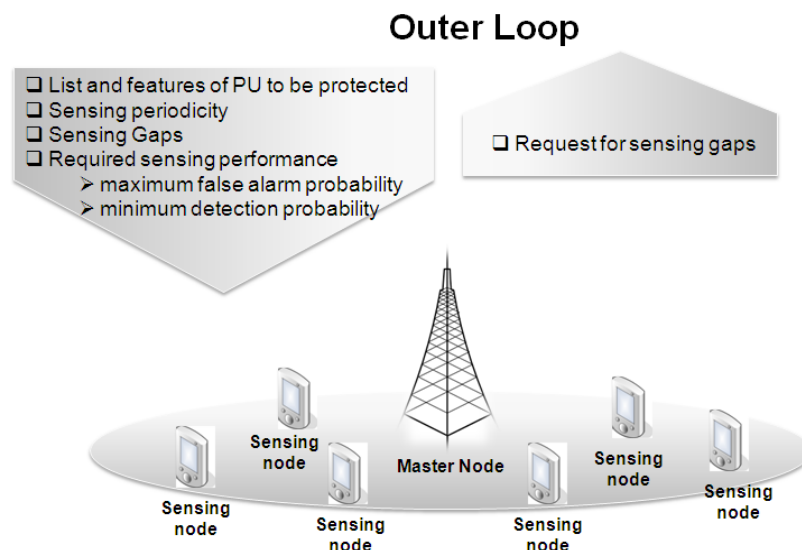 Outer Loop
❑ List and features of PU to be protected
❑ Sensing periodicity
❑ Sensing Gaps
❑ Required sensing performance
➢ maximum false alarm probability
➢ minimum detection probability
❑ Request for sensing gaps
Sensing
node
Sensing
node
Sensing
node
Master Node
Sensing
node
Sensing
node
Sensing
node